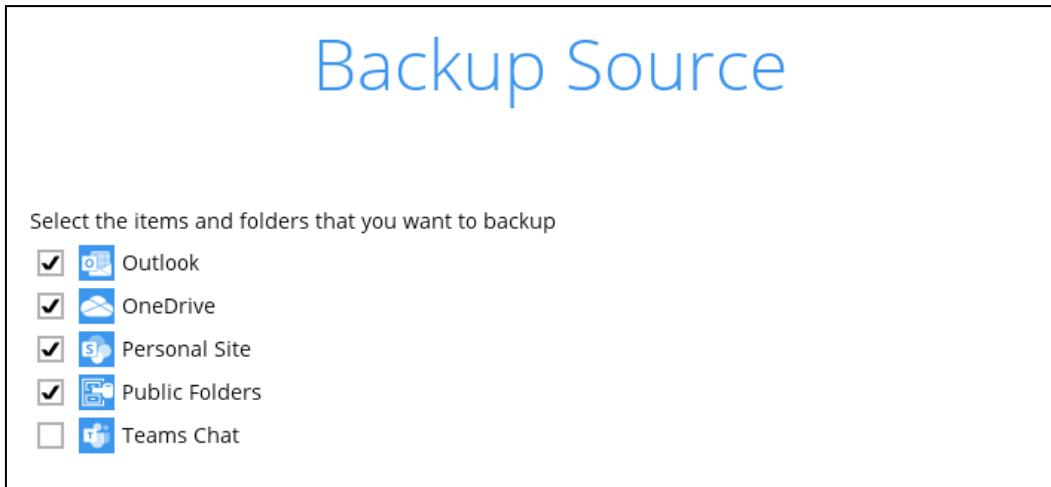 Backup Source
Select the items and folders that you want to backup
Outlook
OneDrive
Personal Site
Public Folders
Teams Chat